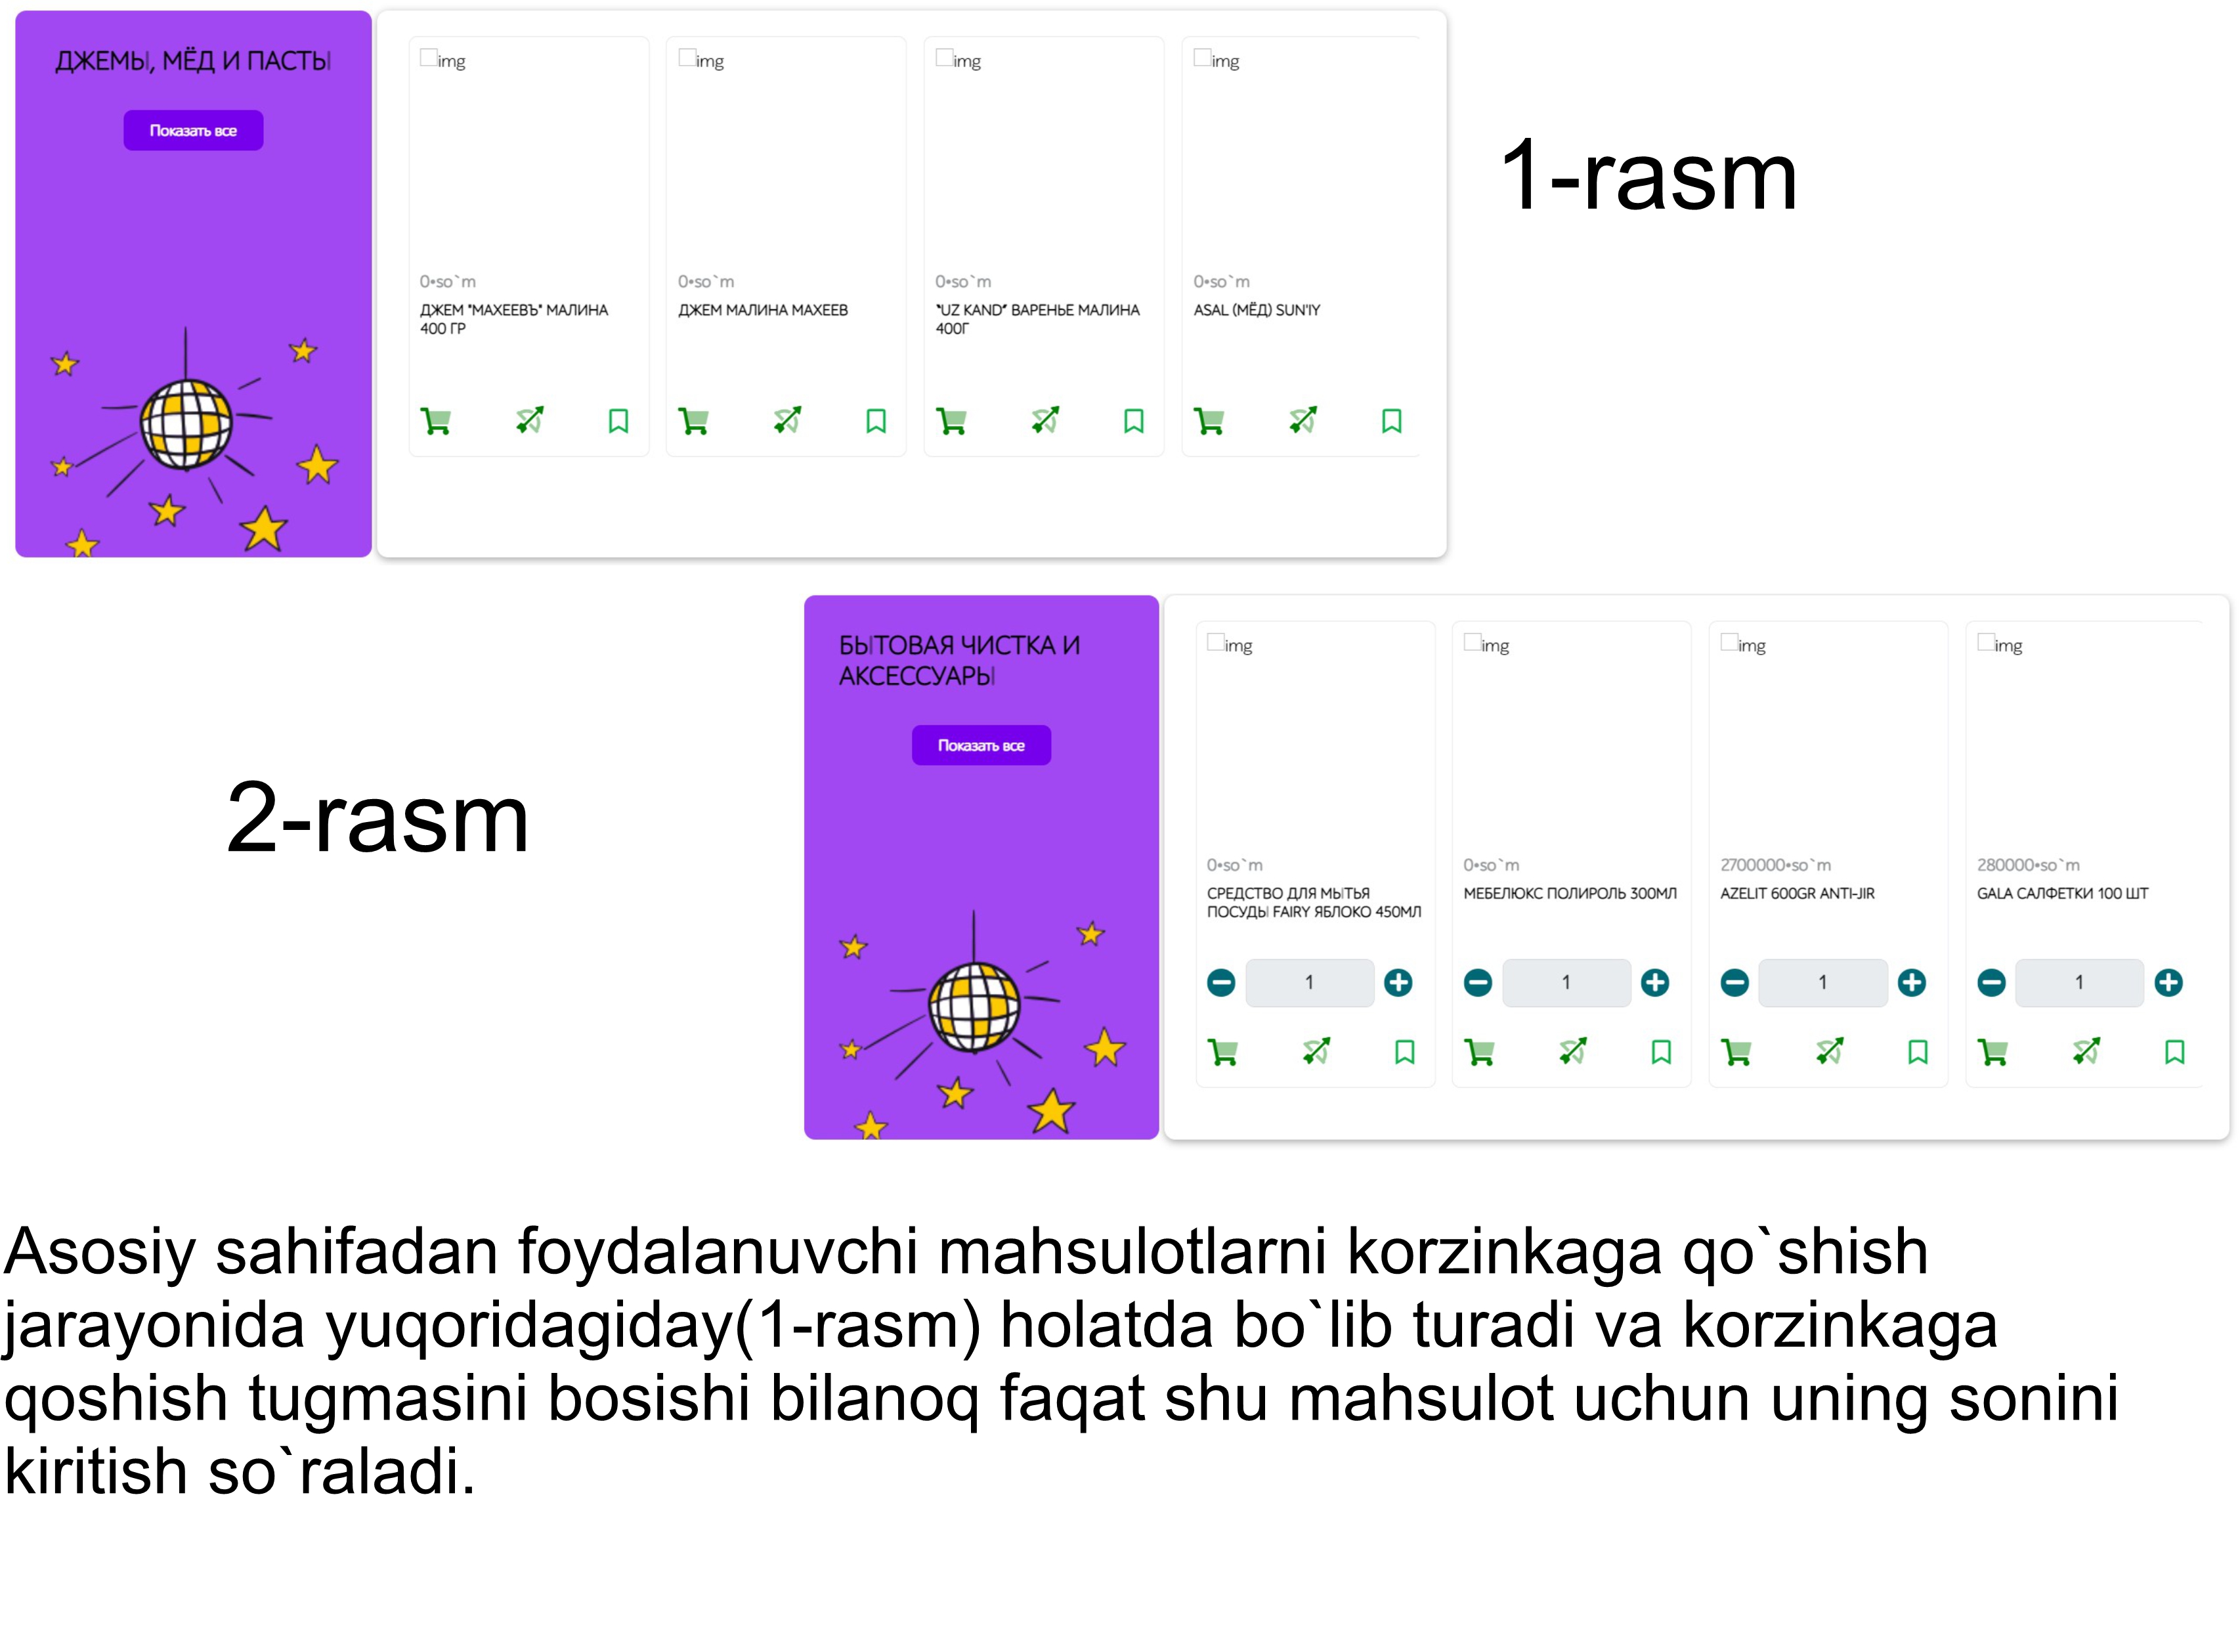 ДЖЕМЫ, МЁД И ПАСТЫ
Показать все
img
img
img
img
0•so`m
0•so`m
0•so`m
0•so`m
ДЖЕМ "МАХЕЕВЪ" МАЛИНА
400 ГР
ДЖЕМ МАЛИНА МАХЕЕВ
"UZ KAND" ВАРЕНЬЕ МАЛИНА
400Г
ASAL (МЁД) SUN'IY
1-rasm
БЫТОВАЯ ЧИСТКА И
АКСЕССУАРЫ
Показать все
img
img
img
img
0•so`m
0•so`m
2700000•so`m
280000•so`m
СРЕДСТВО ДЛЯ МЫТЬЯ
ПОСУДЫ FAIRY ЯБЛОКО 450МЛ
МЕБЕЛЮКС ПОЛИРОЛЬ 300МЛ
AZELIT 600GR ANTI-JIR
GALA САЛФЕТКИ 100 ШТ
1
1
1
1
2-rasm
Asosiy sahifadan foydalanuvchi mahsulotlarni korzinkaga qo`shish
jarayonida yuqoridagiday(1-rasm) holatda bo`lib turadi va korzinkaga
qoshish tugmasini bosishi bilanoq faqat shu mahsulot uchun uning sonini
kiritish so`raladi.